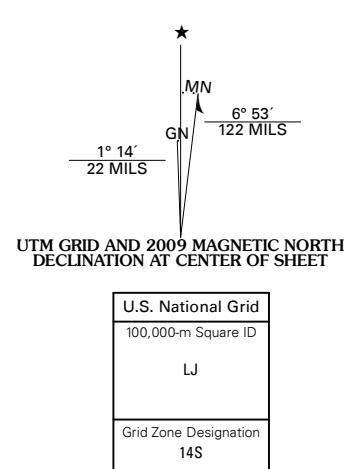 ★
MN
6° 53´
122 MILS
GN
1° 14´
22 MILS
UTM GRID AND 2009 MAGNETIC NORTH
DECLINATION AT CENTER OF SHEET
U.S. National Grid
100,000-m Square ID
LJ
Grid Zone Designation
14S